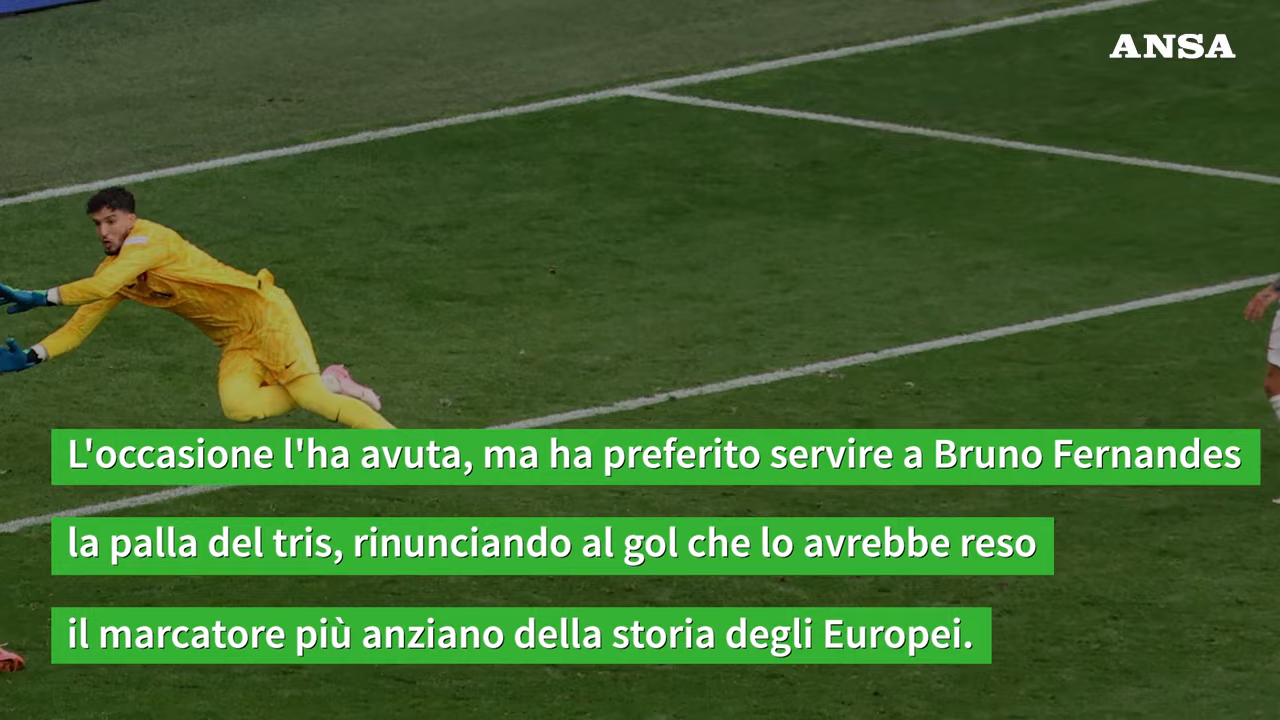 ANSA
L'occasione l'ha avuta, ma ha preferito servire a Bruno Fernandes
la palla del tris, rinunciando al gol che lo avrebbe reso
il marcatore più anziano della storia degli Europei.